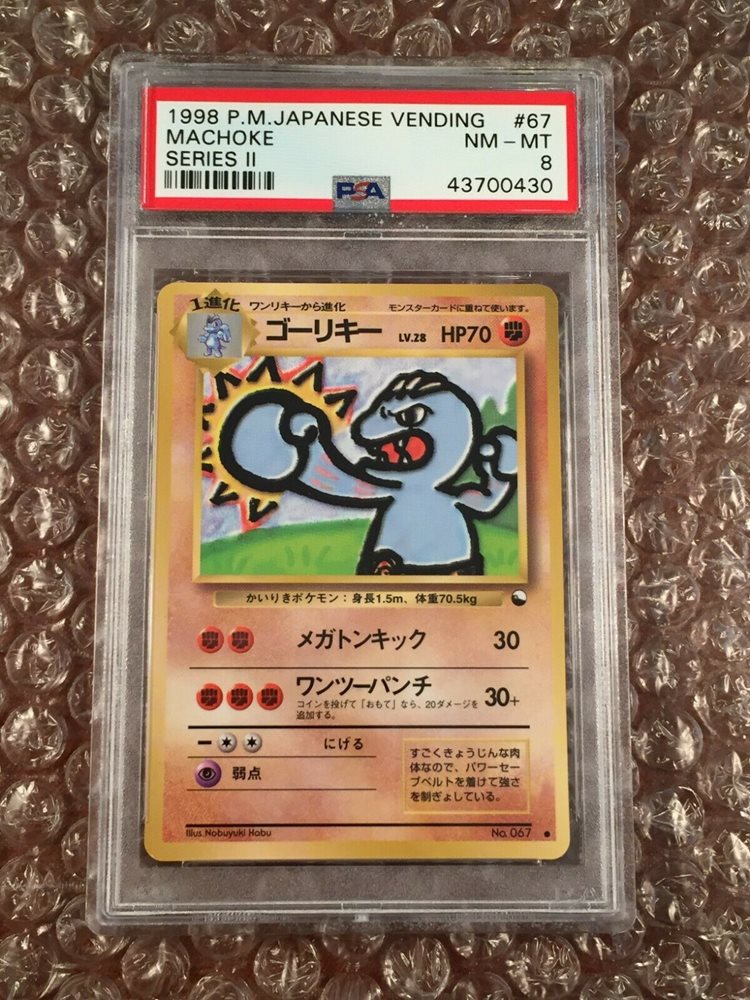 1998 P.M.JAPANESE VENDING #67
MACHOKE NM - MT
SERIES II 8
PSA 43700430
1進化 ワンリキーから進化 モンスターカードに重ねて使います。
ゴーリキー LV.28 HP70
かいりきポケモン：身長1.5m、体重70.5kg
メガトンキック 30
ワンツーパンチ 30+
コインを投げて「おもて」なら、20ダメージを
追加する。
にげる
弱点
すごくきょうじんな肉
体なので、パワーセー
ブベルトを着けて強さ
を制ぎょしている。
Illus. Nobuyuki Habu No. 067